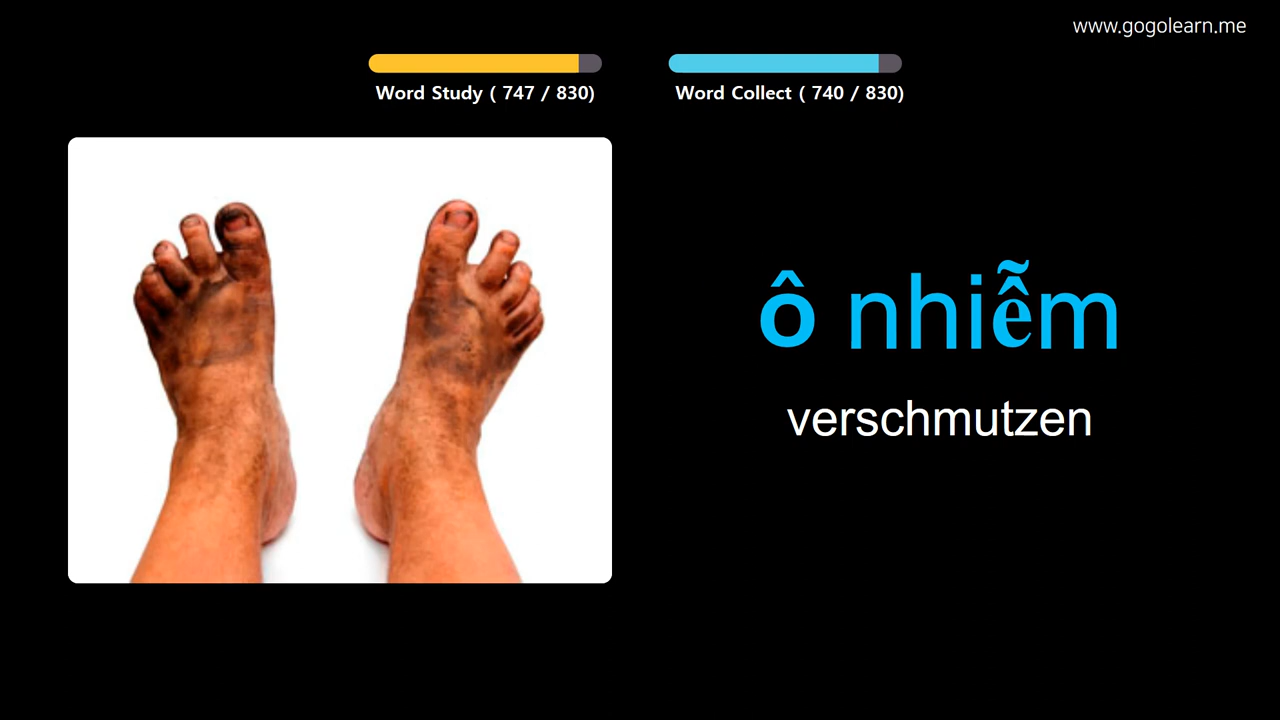 www.gogolearn.me
Word Study ( 747 / 830)
Word Collect ( 740 / 830)
ô nhiễm
verschmutzen